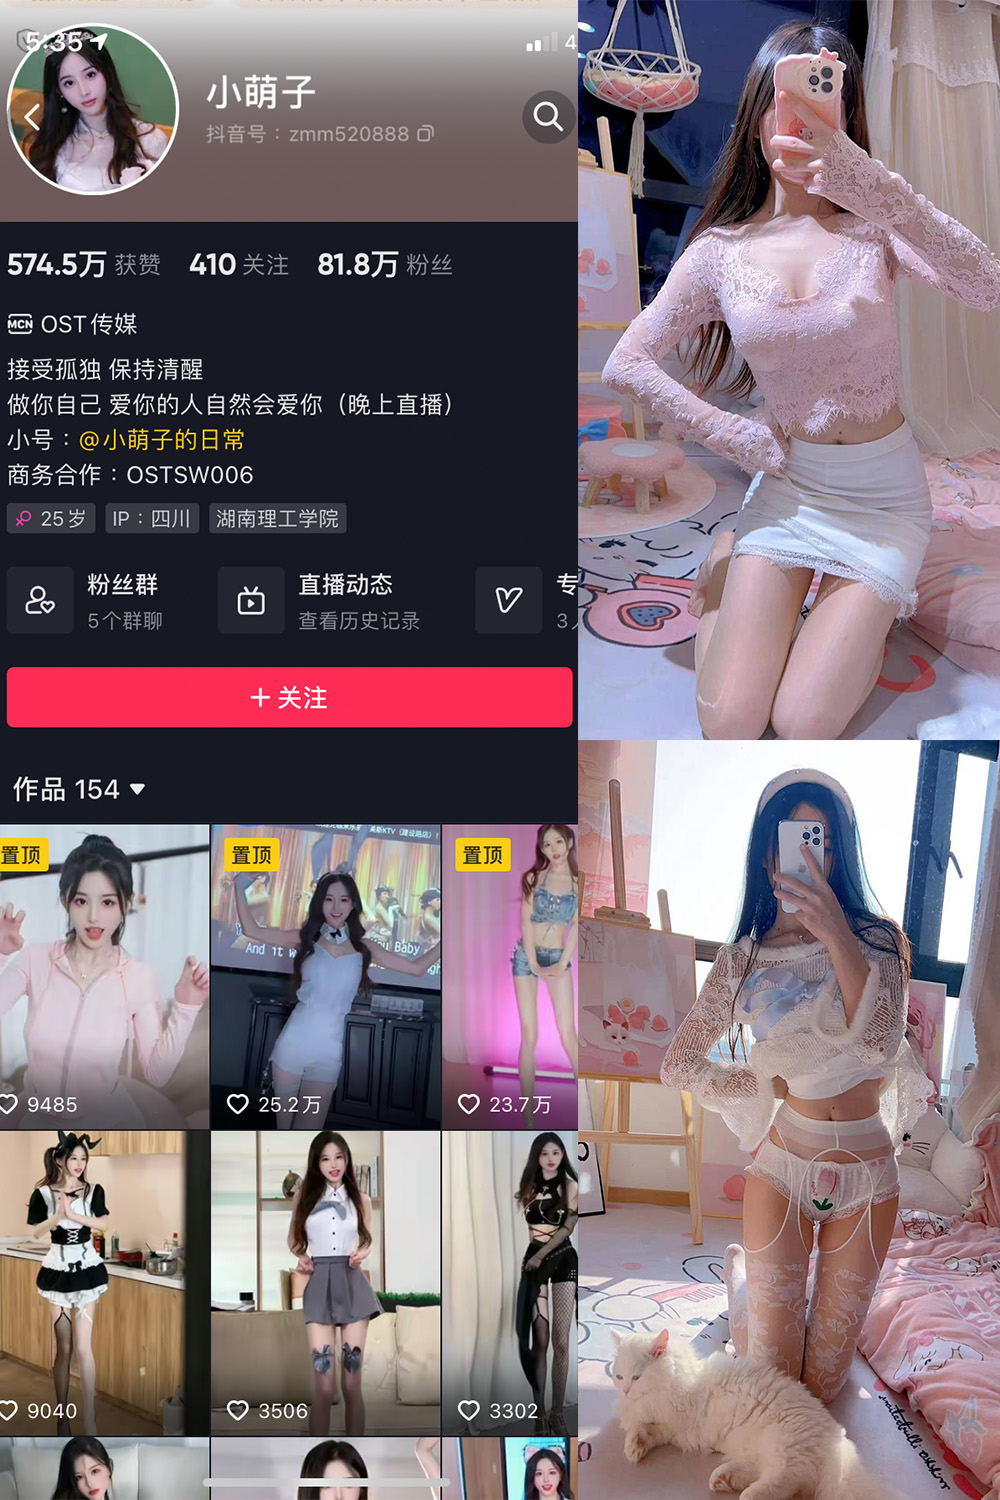 5:35
4
小萌子
抖音号：zmm520888
574.5万 获赞 410 关注 81.8万 粉丝
MCN OST传媒
接受孤独 保持清醒
做你自己 爱你的人自然会爱你（晚上直播）
小号：@小萌子的日常
商务合作：OSTSW006
25岁 IP：四川 湖南理工学院
粉丝群 直播动态 专
5个群聊 查看历史记录 3
+ 关注
作品 154
置顶 置顶 置顶
And it Baby
9485 25.2万 23.7万
9040 3506 3302